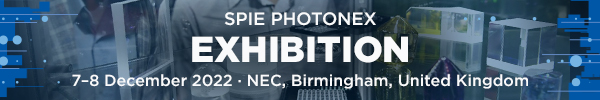 SPIE PHOTONEX
EXHIBITION
7–8 December 2022 · NEC, Birmingham, United Kingdom